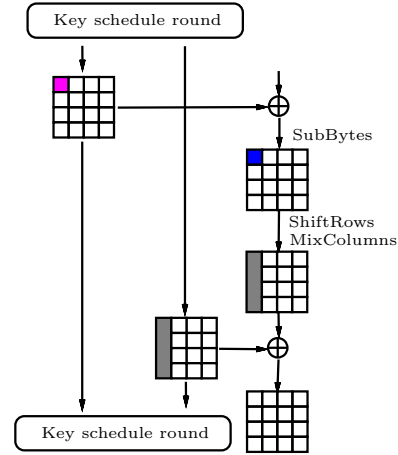 Key schedule round
SubBytes
ShiftRows
MixColumns
Key schedule round